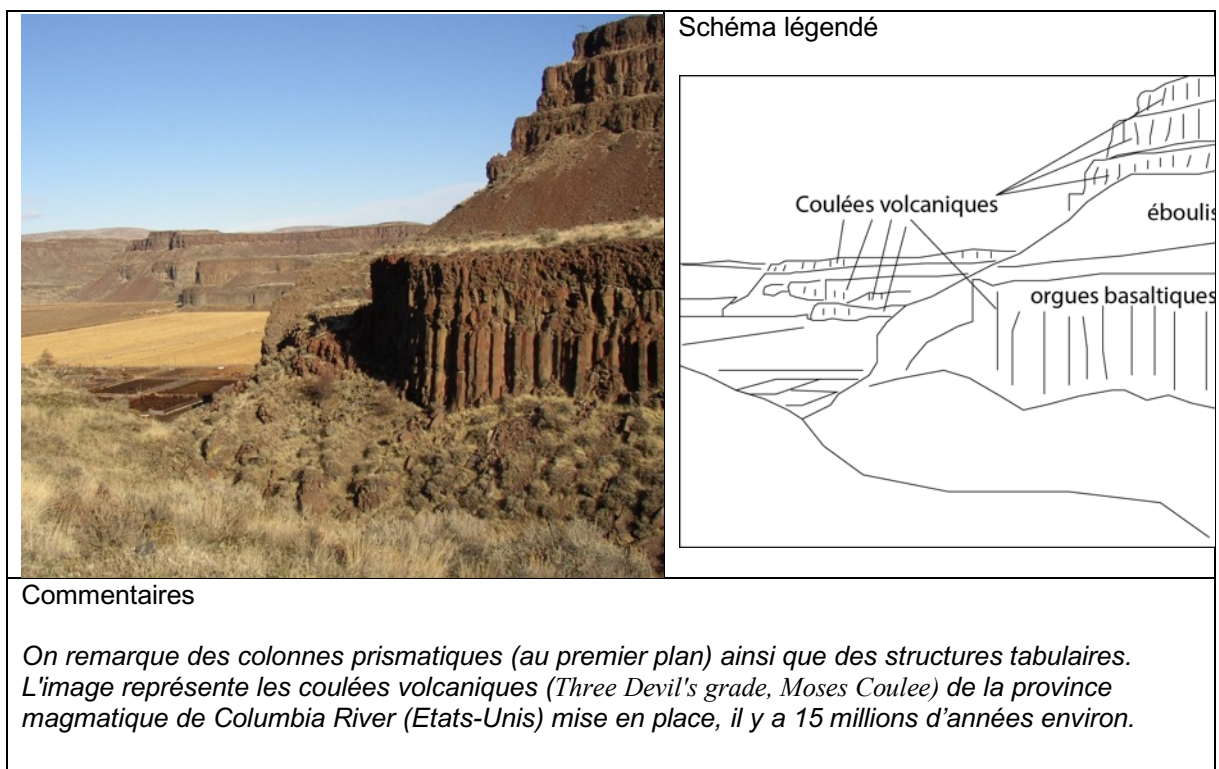 Schéma légendé
Coulées volcaniques
éboulis
orgues basaltiques
Commentaires
On remarque des colonnes prismatiques (au premier plan) ainsi que des structures tabulaires.
L'image représente les coulées volcaniques (Three Devil's grade, Moses Coulee) de la province
magmatique de Columbia River (Etats-Unis) mise en place, il y a 15 millions d’années environ.